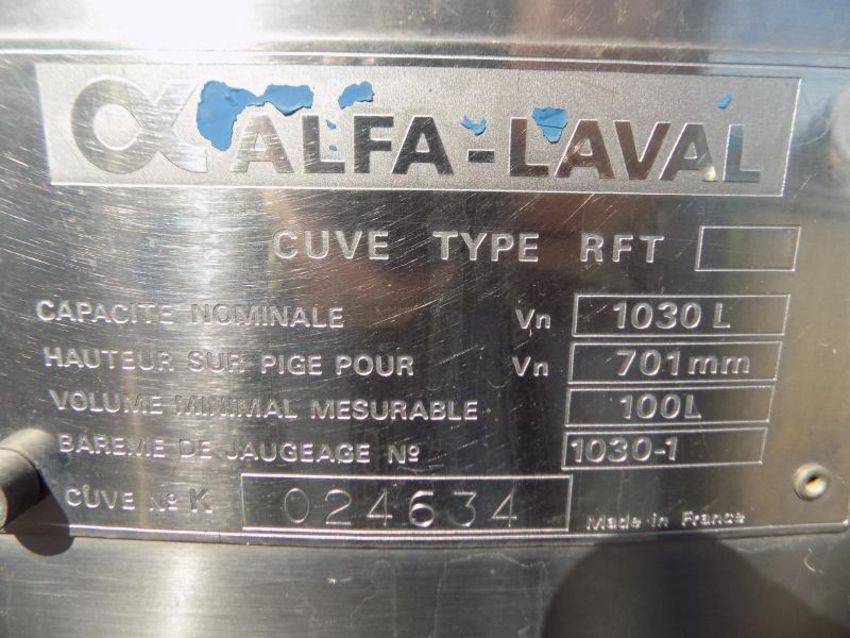 ALFA-LAVAL
CUVE TYPE RFT
CAPACITE NOMINALE Vn 1030 L
HAUTEUR SUR PIGE POUR Vn 701mm
VOLUME MINIMAL MESURABLE 100L
BAREME DE JAUGEAGE Nº 1030-1
CUVE Nº K 024634 Made in France